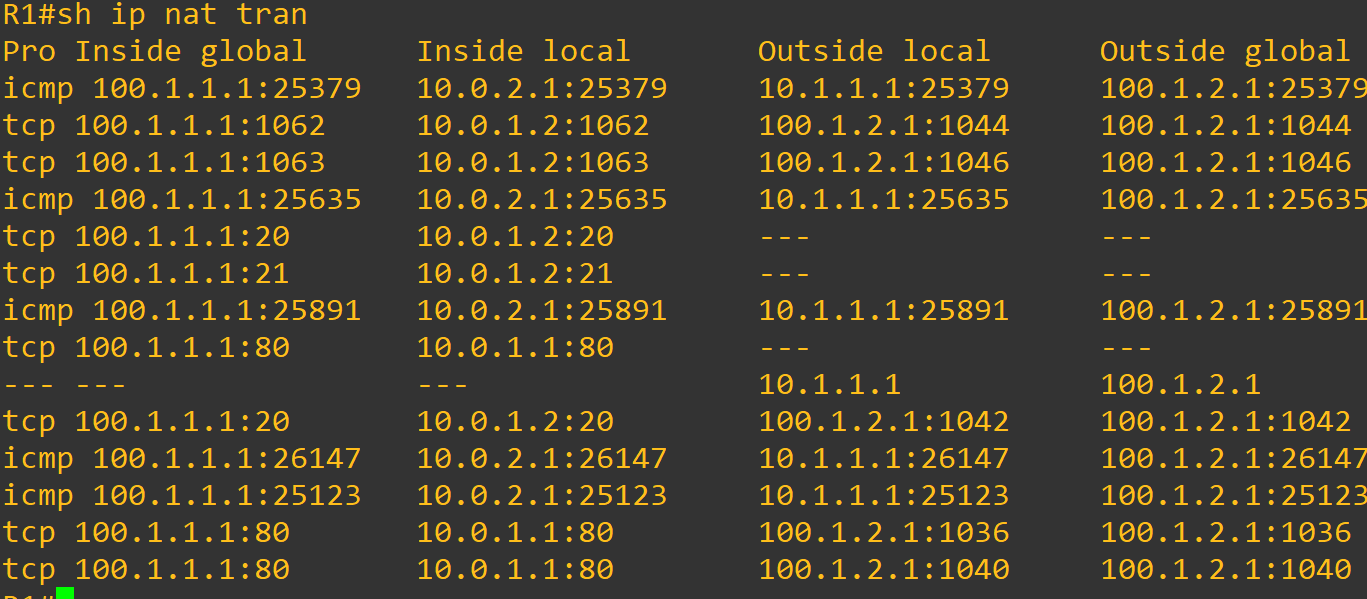 R1#sh ip nat tran
Pro Inside global      Inside local       Outside local      Outside global
icmp 100.1.1.1:25379   10.0.2.1:25379     10.1.1.1:25379     100.1.2.1:25379
tcp 100.1.1.1:1062     10.0.1.2:1062      100.1.2.1:1044     100.1.2.1:1044
tcp 100.1.1.1:1063     10.0.1.2:1063      100.1.2.1:1046     100.1.2.1:1046
icmp 100.1.1.1:25635   10.0.2.1:25635     10.1.1.1:25635     100.1.2.1:25635
tcp 100.1.1.1:20       10.0.1.2:20        ---                ---
tcp 100.1.1.1:21       10.0.1.2:21        ---                ---
icmp 100.1.1.1:25891   10.0.2.1:25891     10.1.1.1:25891     100.1.2.1:25891
tcp 100.1.1.1:80       10.0.1.1:80        ---                ---
--- ---                ---                10.1.1.1           100.1.2.1
tcp 100.1.1.1:20       10.0.1.2:20        100.1.2.1:1042     100.1.2.1:1042
icmp 100.1.1.1:26147   10.0.2.1:26147     10.1.1.1:26147     100.1.2.1:26147
icmp 100.1.1.1:25123   10.0.2.1:25123     10.1.1.1:25123     100.1.2.1:25123
tcp 100.1.1.1:80       10.0.1.1:80        100.1.2.1:1036     100.1.2.1:1036
tcp 100.1.1.1:80       10.0.1.1:80        100.1.2.1:1040     100.1.2.1:1040
R1#